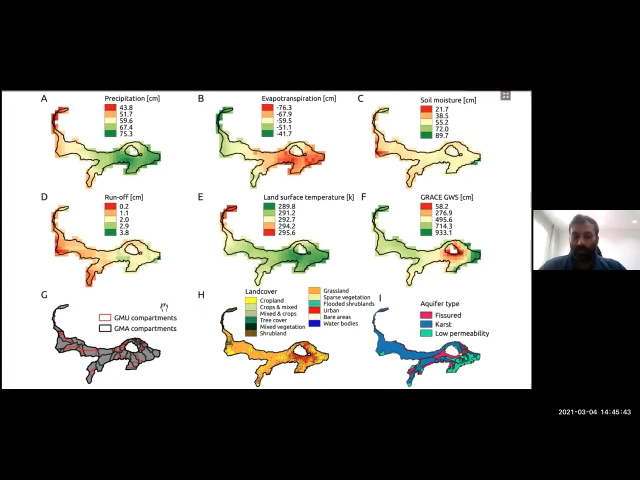 A
Precipitation [cm]
43.8
51.7
59.6
67.4
75.3
B
Evapotranspiration [cm]
-76.3
-67.9
-59.5
-51.1
-41.7
C
Soil moisture [cm]
21.7
38.5
55.2
72.0
89.7
D
Run-off [cm]
0.2
1.1
2.0
2.9
3.8
E
Land surface temperature [k]
289.8
291.2
292.7
294.2
295.6
F
GRACE GWS [cm]
58.2
276.9
495.6
714.3
933.1
G
GMU compartments
GMA compartments
H
Landcover
Cropland
Crops & mixed
Mixed & crops
Tree cover
Mixed vegetation
Shrubland
Grassland
Sparse vegetation
Flooded shrublands
Urban
Bare areas
Water bodies
I
Aquifer type
Fissured
Karst
Low permeability
2021-03-04 14:45:43